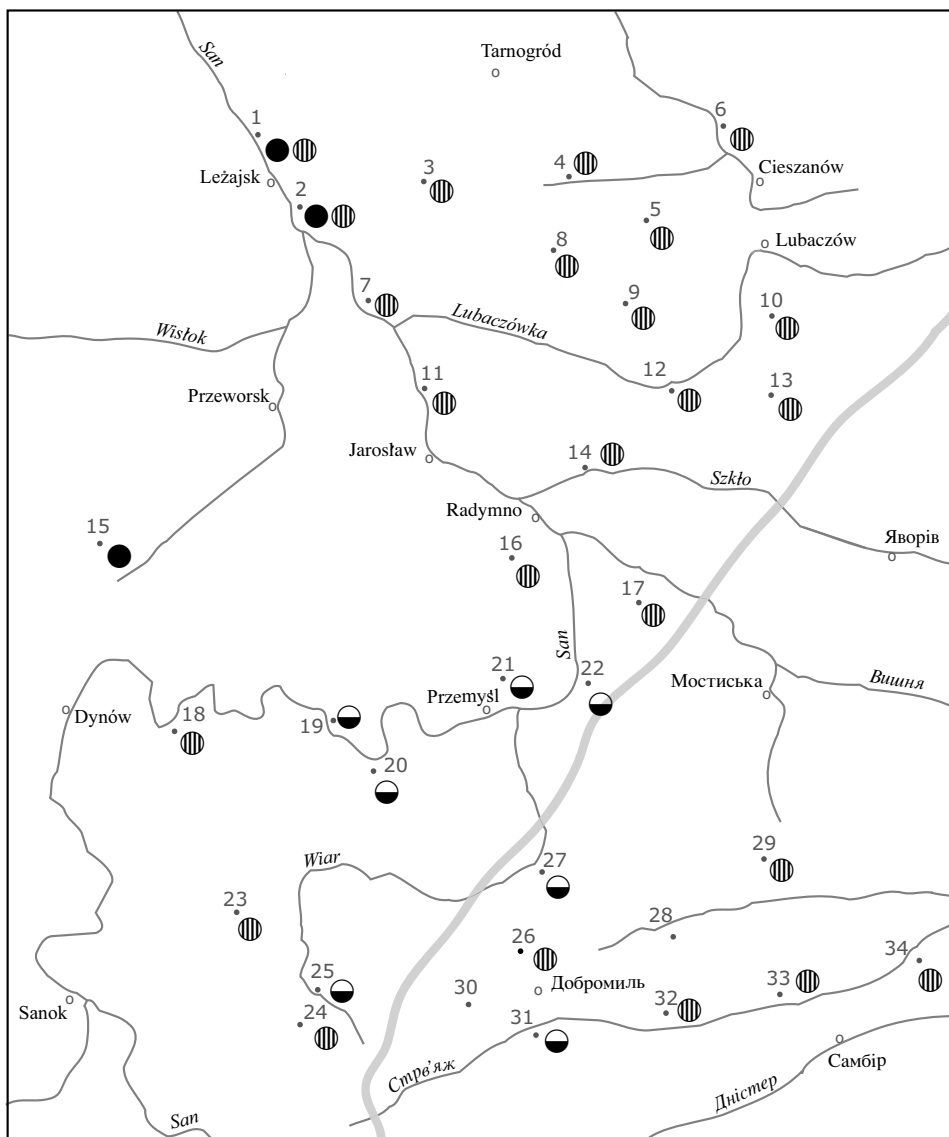 San
Tarnogród
1
6
3
4
Leżajsk
Cieszanów
2
5
8
Lubaczów
7
9
10
Lubaczówka
Wisłok
11
12
13
Przeworsk
Jarosław
14
Szkło
Radymno
15
16
Яворів
17
San
21
22
Мостиська
Вишня
Przemyśl
Dynów
18
19
20
Wiar
27
29
23
28
26
34
25
30
Добромиль
33
Sanok
24
31
32
Стрв’яж
Самбір
Дністер
San